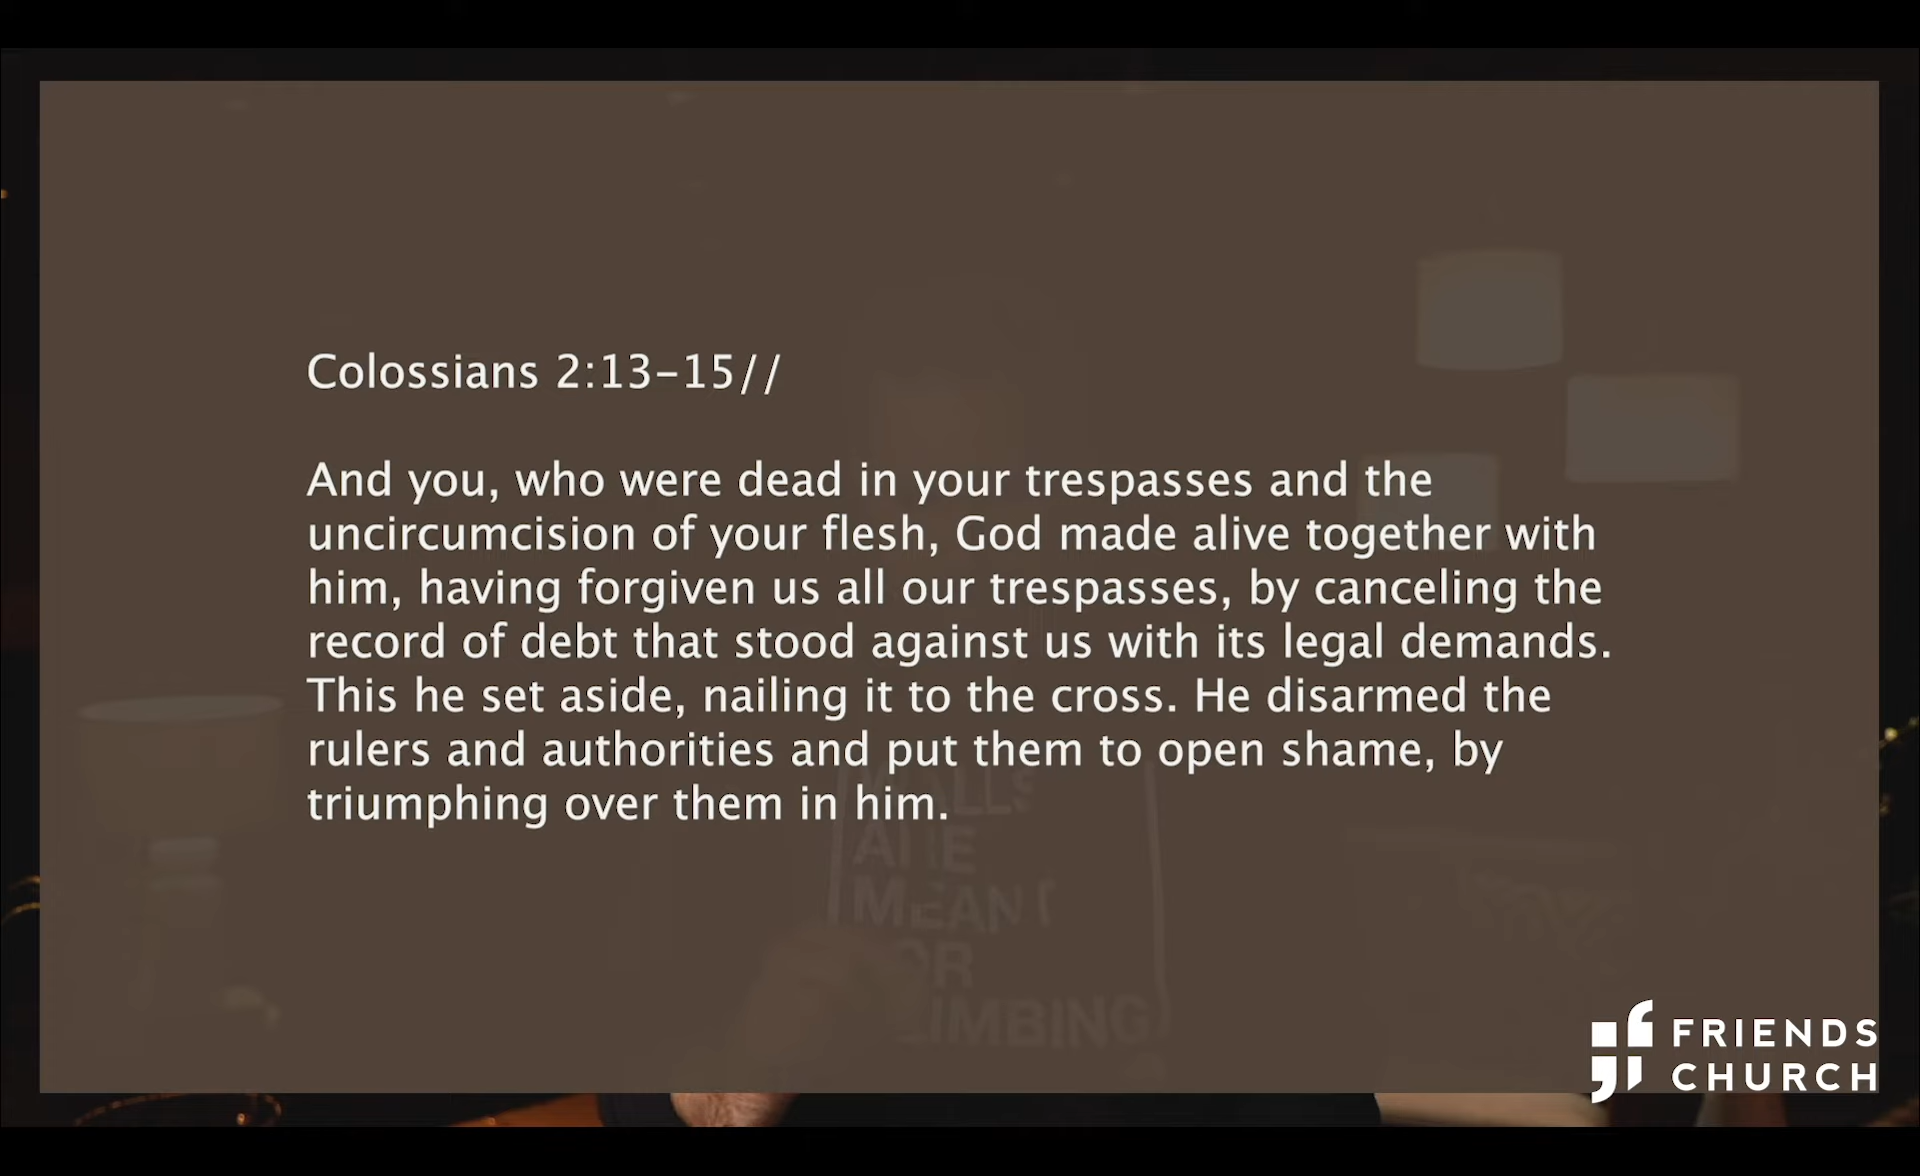 Colossians 2:13-15//
And you, who were dead in your trespasses and the
uncircumcision of your flesh, God made alive together with
him, having forgiven us all our trespasses, by canceling the
record of debt that stood against us with its legal demands.
This he set aside, nailing it to the cross. He disarmed the
rulers and authorities and put them to open shame, by
triumphing over them in him.
ARE
MEANT
FRIENDS
CHURCH